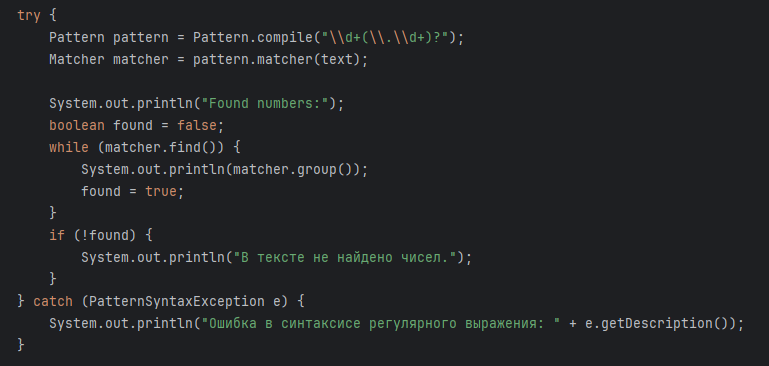 try {
    Pattern pattern = Pattern.compile("\\d+(\\.\\d+)?");
    Matcher matcher = pattern.matcher(text);

    System.out.println("Found numbers:");
    boolean found = false;
    while (matcher.find()) {
        System.out.println(matcher.group());
        found = true;
    }
    if (!found) {
        System.out.println("В тексте не найдено чисел.");
    }
} catch (PatternSyntaxException e) {
    System.out.println("Ошибка в синтаксисе регулярного выражения: " + e.getDescription());
}